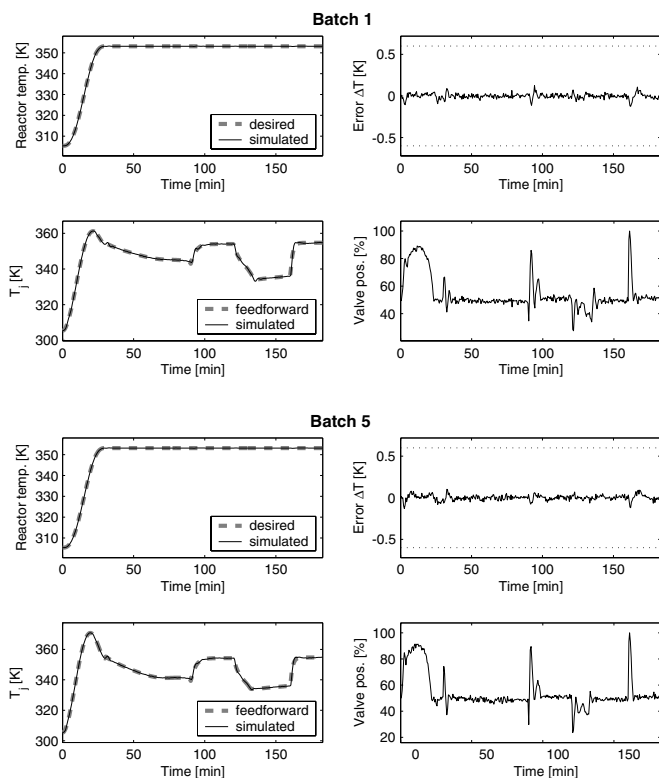 Batch 1
Reactor temp. [K]
350
340
330
320
310
0
50
100
150
Time [min]
desired
simulated
Error ΔT [K]
0.5
0
-0.5
0
50
100
150
Time [min]
T_j [K]
360
340
320
300
0
50
100
150
Time [min]
feedforward
simulated
Valve pos. [%]
100
80
60
40
0
50
100
150
Time [min]
Batch 5
Reactor temp. [K]
350
340
330
320
310
0
50
100
150
Time [min]
desired
simulated
Error ΔT [K]
0.5
0
-0.5
0
50
100
150
Time [min]
T_j [K]
360
340
320
300
0
50
100
150
Time [min]
feedforward
simulated
Valve pos. [%]
100
80
60
40
20
0
50
100
150
Time [min]